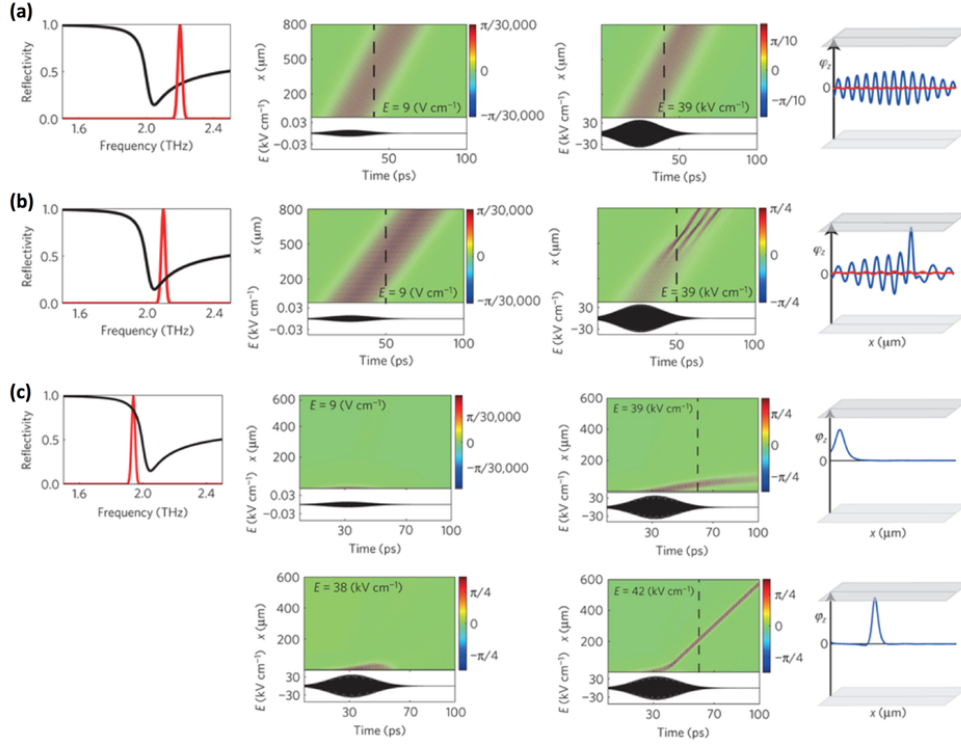 (a)
Reflectivity
1.0
0.5
0.0
1.6
2.0
2.4
Frequency (THz)
x (μm)
800
500
200
E = 9 (V cm⁻¹)
E (kV cm⁻¹)
0.03
−0.03
50
100
Time (ps)
π/30,000
0
−π/30,000
x (μm)
800
500
200
E = 39 (kV cm⁻¹)
E (kV cm⁻¹)
30
−30
50
100
Time (ps)
π/10
0
−π/10
φz
0
(b)
Reflectivity
1.0
0.5
0.0
1.6
2.0
2.4
Frequency (THz)
x (μm)
800
500
200
E = 9 (V cm⁻¹)
E (kV cm⁻¹)
0.03
−0.03
50
100
Time (ps)
π/30,000
0
−π/30,000
x (μm)
800
500
200
E = 39 (kV cm⁻¹)
E (kV cm⁻¹)
30
−30
50
100
Time (ps)
π/4
0
−π/4
φz
0
x (μm)
(c)
Reflectivity
1.0
0.5
0.0
1.6
2.0
2.4
Frequency (THz)
E = 9 (V cm⁻¹)
x (μm)
600
400
200
E (kV cm⁻¹)
0.03
−0.03
30
70
100
Time (ps)
π/30,000
0
−π/30,000
E = 39 (kV cm⁻¹)
x (μm)
600
400
200
E (kV cm⁻¹)
30
−30
30
70
100
Time (ps)
π/4
0
−π/4
φz
0
x (μm)
E = 38 (kV cm⁻¹)
x (μm)
600
400
200
E (kV cm⁻¹)
30
−30
30
70
100
Time (ps)
π/4
0
−π/4
E = 42 (kV cm⁻¹)
x (μm)
600
400
200
E (kV cm⁻¹)
30
−30
30
70
100
Time (ps)
π/4
0
−π/4
φz
0
x (μm)